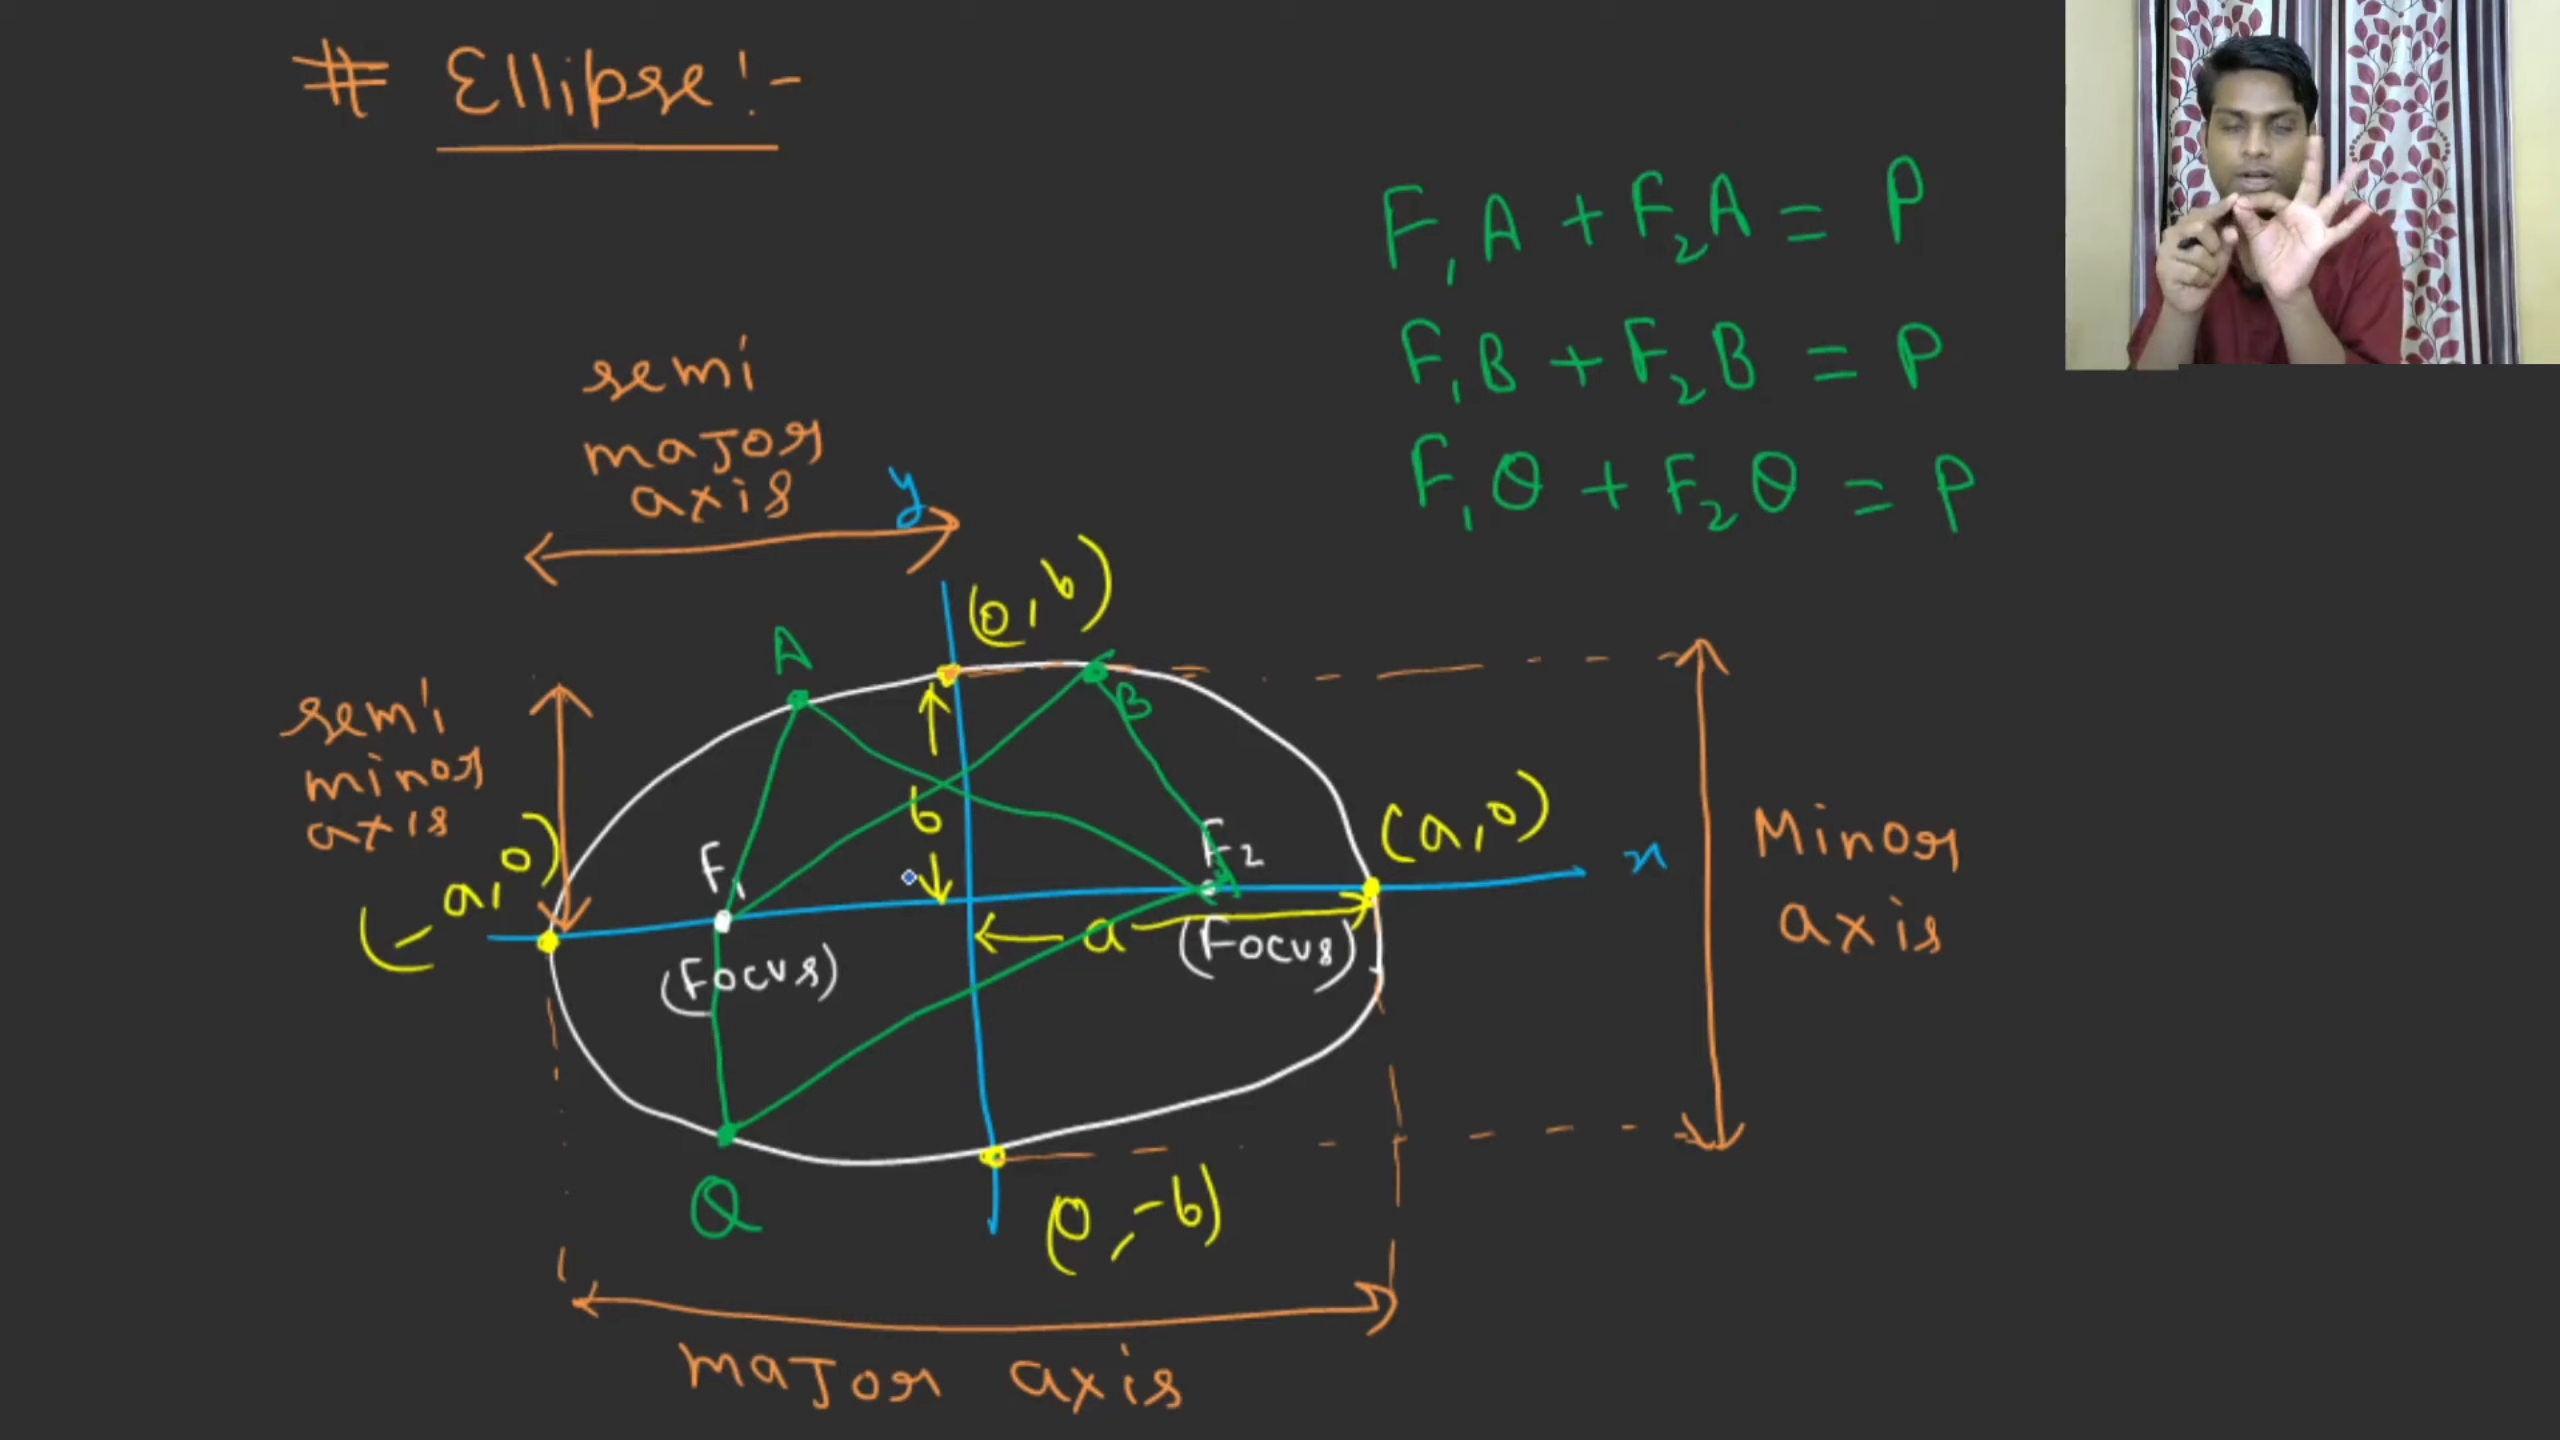 # Ellipse:-
F₁A + F₂A = P
F₁B + F₂B = P
F₁Q + F₂Q = P
semi
major
axis
y
(0, b)
A
B
semi
minor
axis
b
(-a, 0)
F₁
F₂
(a, 0)
x
Minor
axis
a
(Focus)
(Focus)
Q
(0, -b)
major axis